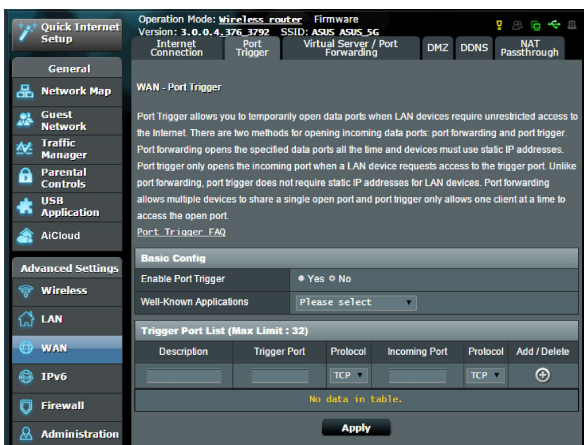 Quick Internet
Setup
Operation Mode: Wireless router Firmware
Version: 3.0.0.4.376_3792 SSID: ASUS ASUS_5G
Internet
Connection
Port
Trigger
Virtual Server / Port
Forwarding
DMZ
DDNS
NAT
Passthrough
General
Network Map
Guest
Network
Traffic
Manager
Parental
Controls
USB
Application
AiCloud
Advanced Settings
Wireless
LAN
WAN
IPv6
Firewall
Administration
WAN - Port Trigger
Port Trigger allows you to temporarily open data ports when LAN devices require unrestricted access to
the Internet. There are two methods for opening incoming data ports: port forwarding and port trigger.
Port forwarding opens the specified data ports all the time and devices must use static IP addresses.
Port trigger only opens the incoming port when a LAN device requests access to the trigger port. Unlike
port forwarding, port trigger does not require static IP addresses for LAN devices. Port forwarding
allows multiple devices to share a single open port and port trigger only allows one client at a time to
access the open port.
Port Trigger FAQ
Basic Config
Enable Port Trigger
Yes No
Well-Known Applications
Please select
Trigger Port List (Max Limit : 32)
Description Trigger Port Protocol Incoming Port Protocol Add / Delete
TCP TCP
No data in table.
Apply